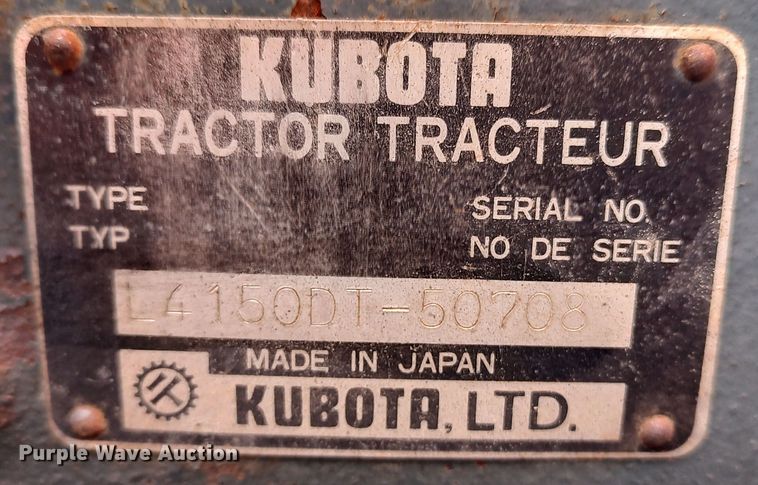 KUBOTA
TRACTOR TRACTEUR
TYPE SERIAL NO.
TYP NO DE SERIE
L4150DT-50708
MADE IN JAPAN
KUBOTA, LTD.
Purple Wave Auction